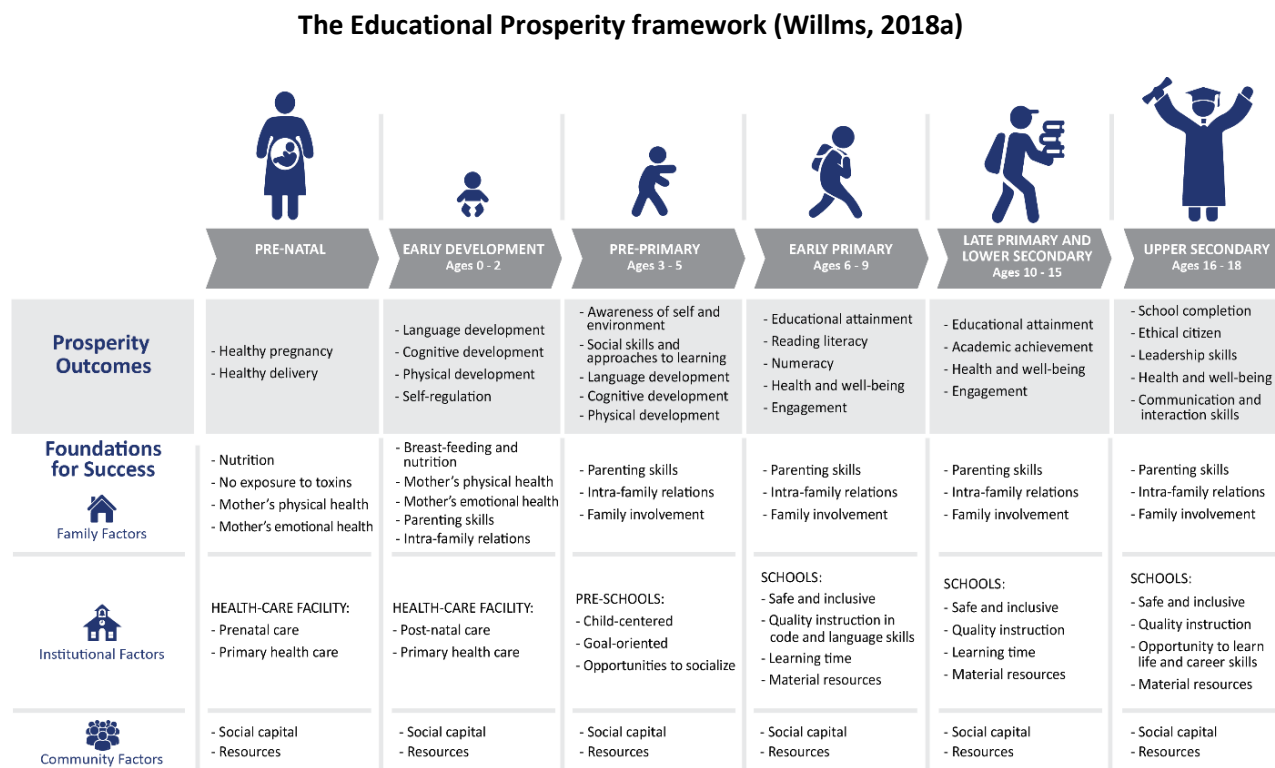 The Educational Prosperity framework (Willms, 2018a)
PRE-NATAL
EARLY DEVELOPMENT
Ages 0 - 2
PRE-PRIMARY
Ages 3 - 5
EARLY PRIMARY
Ages 6 - 9
LATE PRIMARY AND
LOWER SECONDARY
Ages 10 - 15
UPPER SECONDARY
Ages 16 - 18
Prosperity
Outcomes
- Healthy pregnancy
- Healthy delivery
- Language development
- Cognitive development
- Physical development
- Self-regulation
- Awareness of self and
environment
- Social skills and
approaches to learning
- Language development
- Cognitive development
- Physical development
- Educational attainment
- Reading literacy
- Numeracy
- Health and well-being
- Engagement
- Educational attainment
- Academic achievement
- Health and well-being
- Engagement
- School completion
- Ethical citizen
- Leadership skills
- Health and well-being
- Communication and
interaction skills
Foundations
for Success
Family Factors
- Nutrition
- No exposure to toxins
- Mother's physical health
- Mother's emotional health
- Breast-feeding and
nutrition
- Mother's physical health
- Mother's emotional health
- Parenting skills
- Intra-family relations
- Parenting skills
- Intra-family relations
- Family involvement
- Parenting skills
- Intra-family relations
- Family involvement
- Parenting skills
- Intra-family relations
- Family involvement
- Parenting skills
- Intra-family relations
- Family involvement
Institutional Factors
HEALTH-CARE FACILITY:
- Prenatal care
- Primary health care
HEALTH-CARE FACILITY:
- Post-natal care
- Primary health care
PRE-SCHOOLS:
- Child-centered
- Goal-oriented
- Opportunities to socialize
SCHOOLS:
- Safe and inclusive
- Quality instruction in
code and language skills
- Learning time
- Material resources
SCHOOLS:
- Safe and inclusive
- Quality instruction
- Learning time
- Material resources
SCHOOLS:
- Safe and inclusive
- Quality instruction
- Opportunity to learn
life and career skills
- Material resources
Community Factors
- Social capital
- Resources
- Social capital
- Resources
- Social capital
- Resources
- Social capital
- Resources
- Social capital
- Resources
- Social capital
- Resources